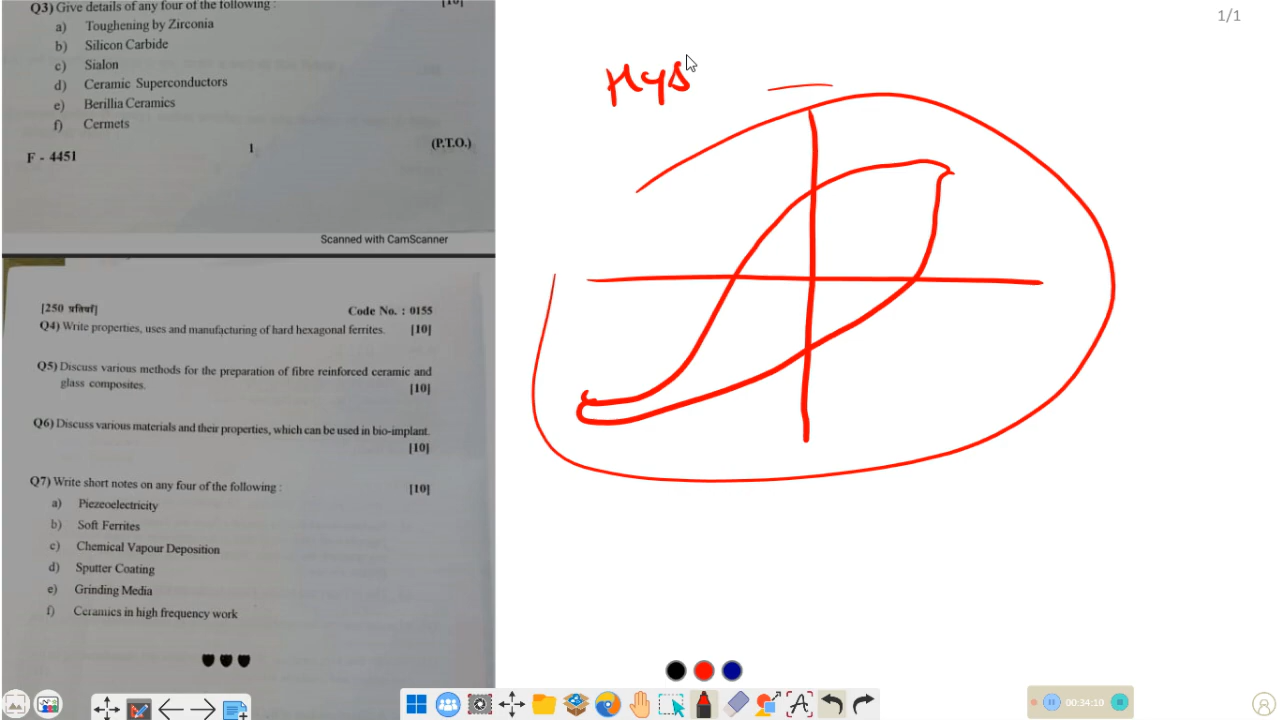 Q3) Give details of any four of the following :
a) Toughening by Zirconia
b) Silicon Carbide
c) Sialon
d) Ceramic Superconductors
e) Berillia Ceramics
f) Cermets
F - 4451 1 (P.T.O.)
Scanned with CamScanner
[250 प्रतियाँ] Code No. : 0155
Q4) Write properties, uses and manufacturing of hard hexagonal ferrites. [10]
Q5) Discuss various methods for the preparation of fibre reinforced ceramic and
glass composites. [10]
Q6) Discuss various materials and their properties, which can be used in bio-implant.
[10]
Q7) Write short notes on any four of the following : [10]
a) Piezeoelectricity
b) Soft Ferrites
c) Chemical Vapour Deposition
d) Sputter Coating
e) Grinding Media
f) Ceramics in high frequency work
Hys
1/1
00:34:10